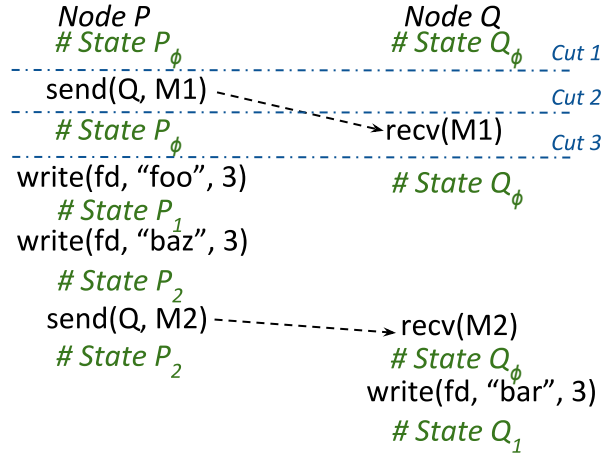 Node P Node Q
# State Pϕ # State Qϕ Cut 1
send(Q, M1) Cut 2
# State Pϕ recv(M1) Cut 3
write(fd, “foo”, 3) # State Qϕ
# State P1
write(fd, “baz”, 3)
# State P2
send(Q, M2) recv(M2)
# State P2 # State Qϕ
write(fd, “bar”, 3)
# State Q1